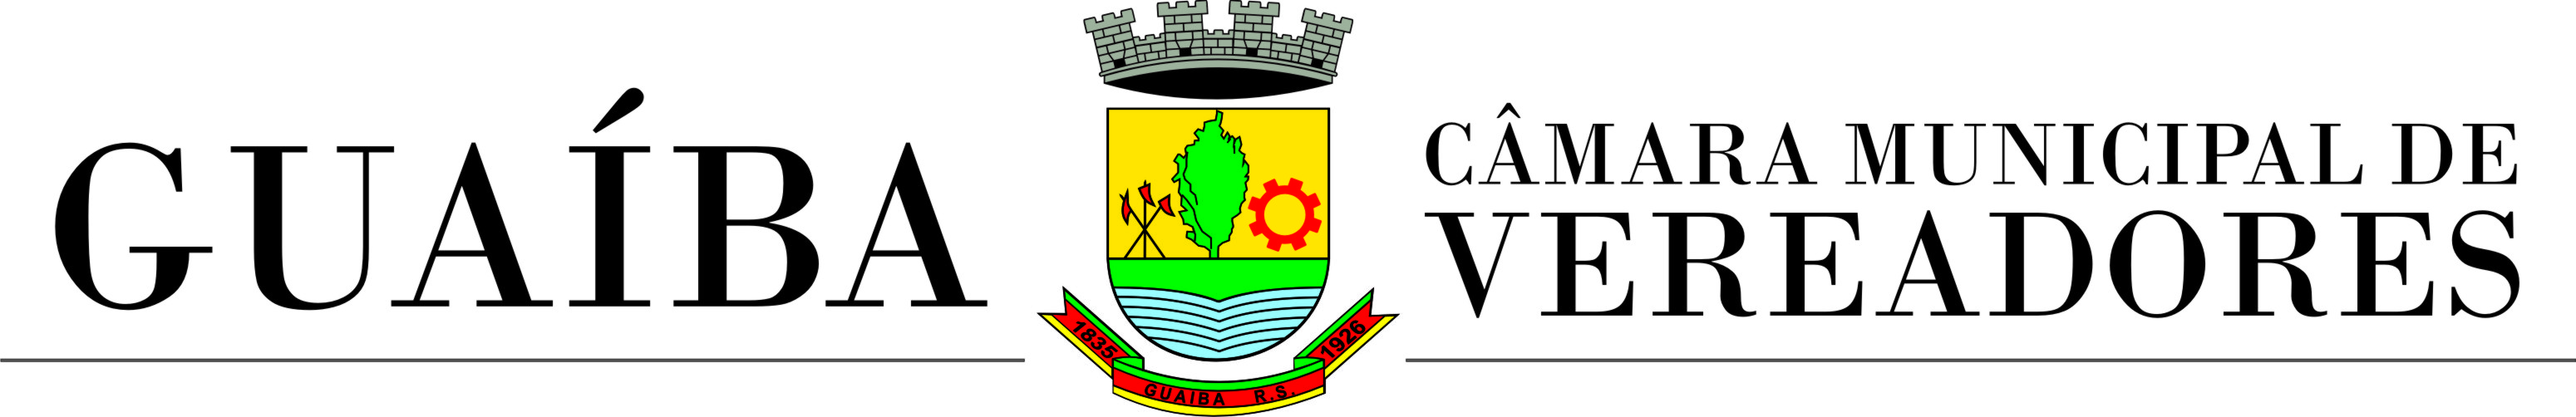 GUAÍBA
CÂMARA MUNICIPAL DE
VEREADORES
1835
GUAIBA R.S.
1926